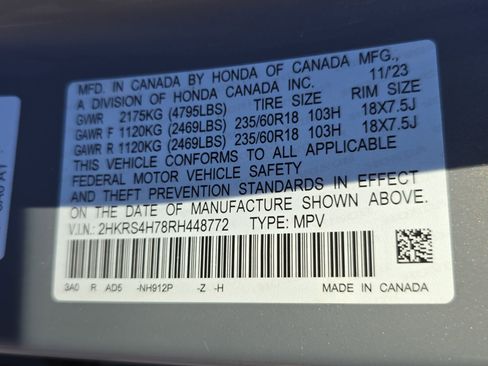 MFD. IN CANADA BY HONDA OF CANADA MFG.,
A DIVISION OF HONDA CANADA INC. 11/23
GVWR 2175KG (4795LBS) TIRE SIZE RIM SIZE
GAWR F 1120KG (2469LBS) 235/60R18 103H 18X7.5J
GAWR R 1120KG (2469LBS) 235/60R18 103H 18X7.5J
THIS VEHICLE CONFORMS TO ALL APPLICABLE
FEDERAL MOTOR VEHICLE SAFETY
AND THEFT PREVENTION STANDARDS IN EFFECT
ON THE DATE OF MANUFACTURE SHOWN ABOVE.
V.I.N.: 2HKRS4H78RH448772 TYPE: MPV
3A0 R AD5 -NH912P -Z -H MADE IN CANADA